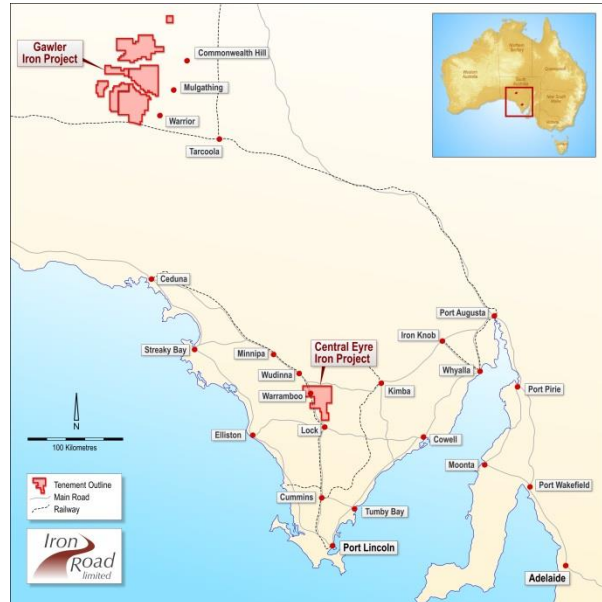 Gawler
Iron Project
Commonwealth Hill
Mulgathing
Warrior
Tarcoola
Ceduna
Port Augusta
Streaky Bay
Minnipa
Central Eyre
Iron Project
Iron Knob
Wudinna
Whyalla
Warramboo
Kimba
Port Pirie
N
100 Kilometres
Elliston
Lock
Cowell
Moonta
Tenement Outline
Main Road
Railway
Cummins
Port Wakefield
Tumby Bay
Iron
Road
limited
Port Lincoln
Adelaide